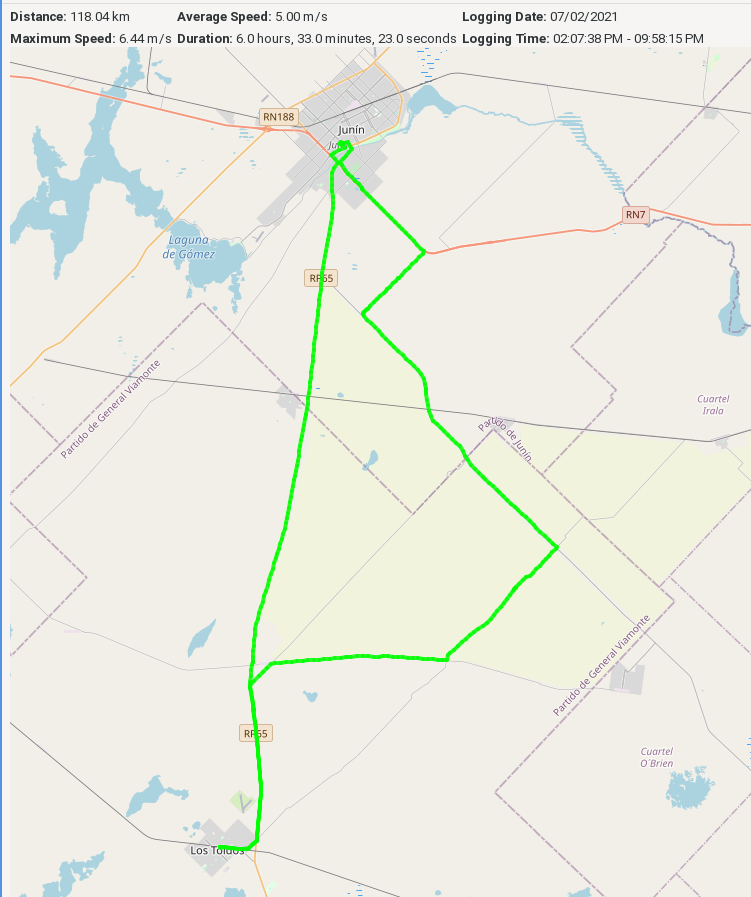 Distance: 118.04 km Average Speed: 5.00 m/s Logging Date: 07/02/2021
Maximum Speed: 6.44 m/s Duration: 6.0 hours, 33.0 minutes, 23.0 seconds Logging Time: 02:07:38 PM - 09:58:15 PM
RN188
Junín
RN7
Laguna
de Gómez
RP65
Partido de General Viamonte
Cuartel
Irala
Partido de Junín
Partido de General Viamonte
RP65
Cuartel
O´Brien
Los Toldos